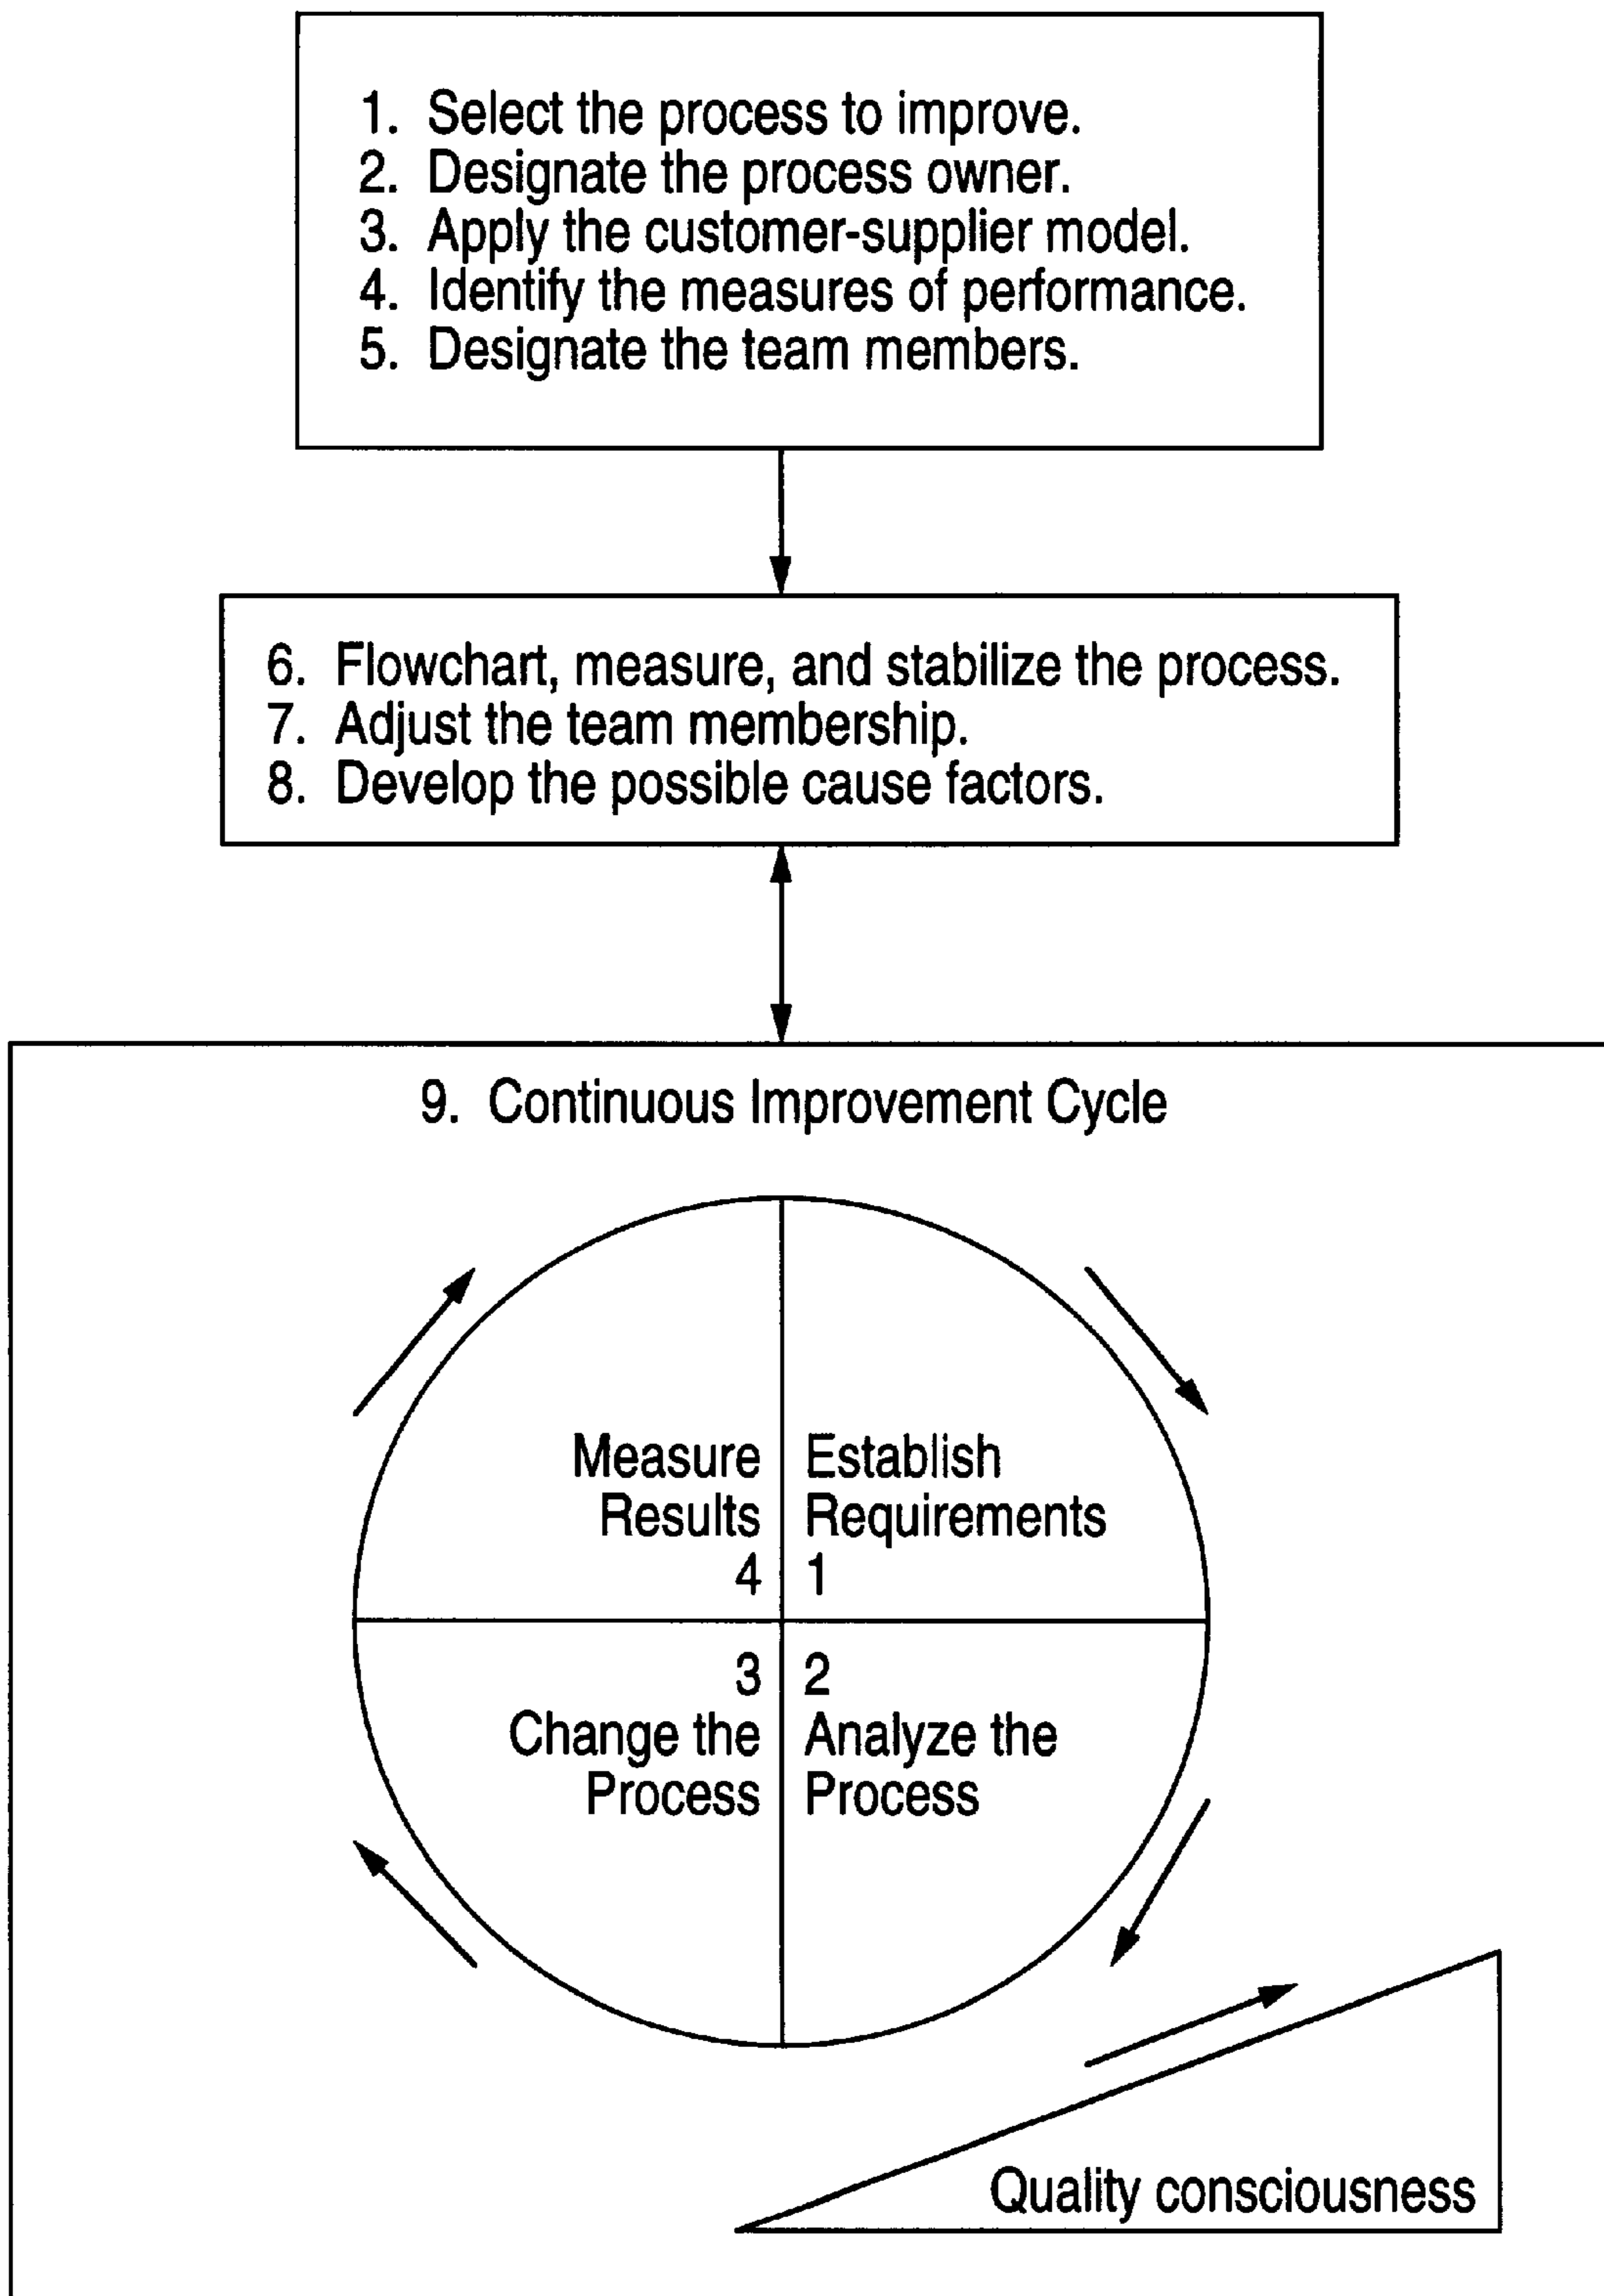 1. Select the process to improve.
2. Designate the process owner.
3. Apply the customer-supplier model.
4. Identify the measures of performance.
5. Designate the team members.
6. Flowchart, measure, and stabilize the process.
7. Adjust the team membership.
8. Develop the possible cause factors.
9. Continuous Improvement Cycle
Measure
Results
4
Establish
Requirements
1
3
Change the
Process
2
Analyze the
Process
Quality consciousness